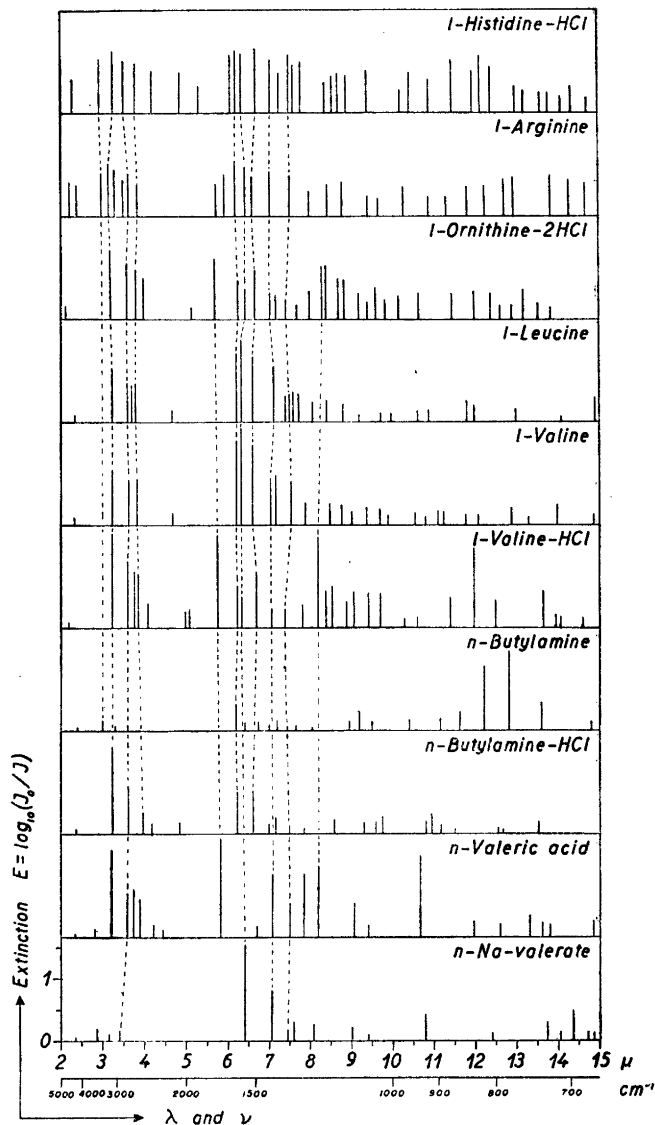 l-Histidine-HCl
l-Arginine
l-Ornithine-2HCl
l-Leucine
l-Valine
l-Valine-HCl
n-Butylamine
n-Butylamine-HCl
n-Valeric acid
n-Na-valerate
Extinction E = log₁₀(J₀/J)
1
0
2 3 4 5 6 7 8 9 10 11 12 13 14 15 μ
5000 4000 3000 2000 1500 1000 900 800 700 cm⁻¹
λ and ν